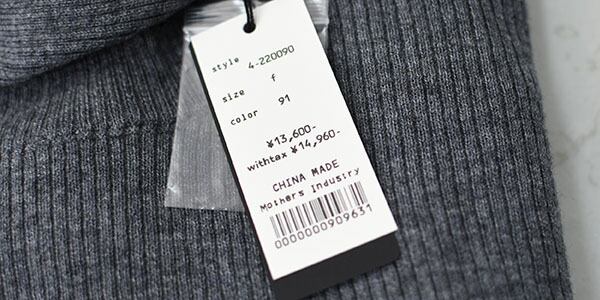 style 4-220090
size f
color 91
¥13,600-
withtax ¥14,960-
CHINA MADE
Mothers Industry
0000000909631